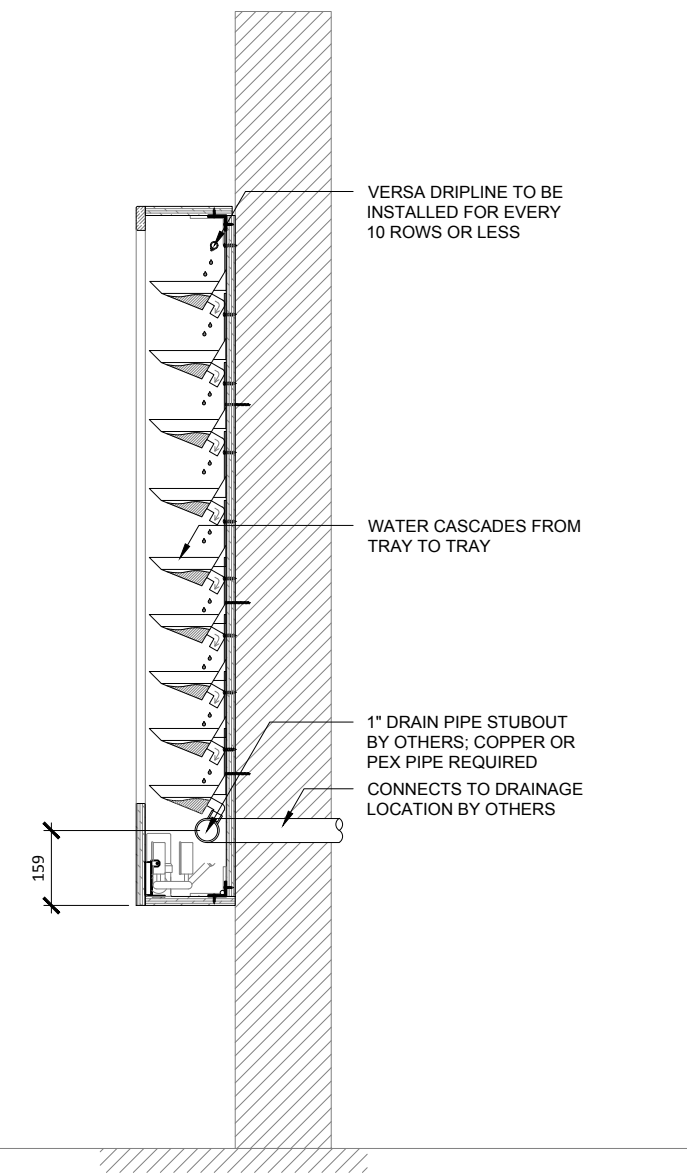 VERSA DRIPLINE TO BE
INSTALLED FOR EVERY
10 ROWS OR LESS
WATER CASCADES FROM
TRAY TO TRAY
1" DRAIN PIPE STUBOUT
BY OTHERS; COPPER OR
PEX PIPE REQUIRED
CONNECTS TO DRAINAGE
LOCATION BY OTHERS
159